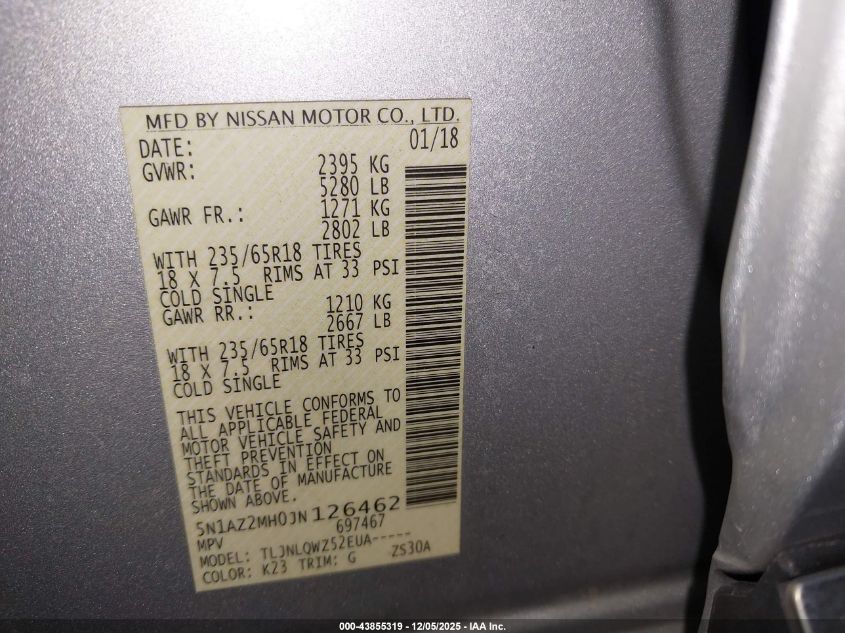 MFD BY NISSAN MOTOR CO., LTD.
DATE: 01/18
GVWR: 2395 KG
5280 LB
GAWR FR.: 1271 KG
2802 LB
WITH 235/65R18 TIRES
18 X 7.5 RIMS AT 33 PSI
COLD SINGLE
GAWR RR.: 1210 KG
2667 LB
WITH 235/65R18 TIRES
18 X 7.5 RIMS AT 33 PSI
COLD SINGLE
THIS VEHICLE CONFORMS TO
ALL APPLICABLE FEDERAL
MOTOR VEHICLE SAFETY AND
THEFT PREVENTION
STANDARDS IN EFFECT ON
THE DATE OF MANUFACTURE
SHOWN ABOVE.
5N1AZ2MH0JN126462
697467
MPV
MODEL: TLJNLQWZ52EUA-----
COLOR: K23 TRIM: G ZS30A
000-43855319 - 12/05/2025 - IAA Inc.